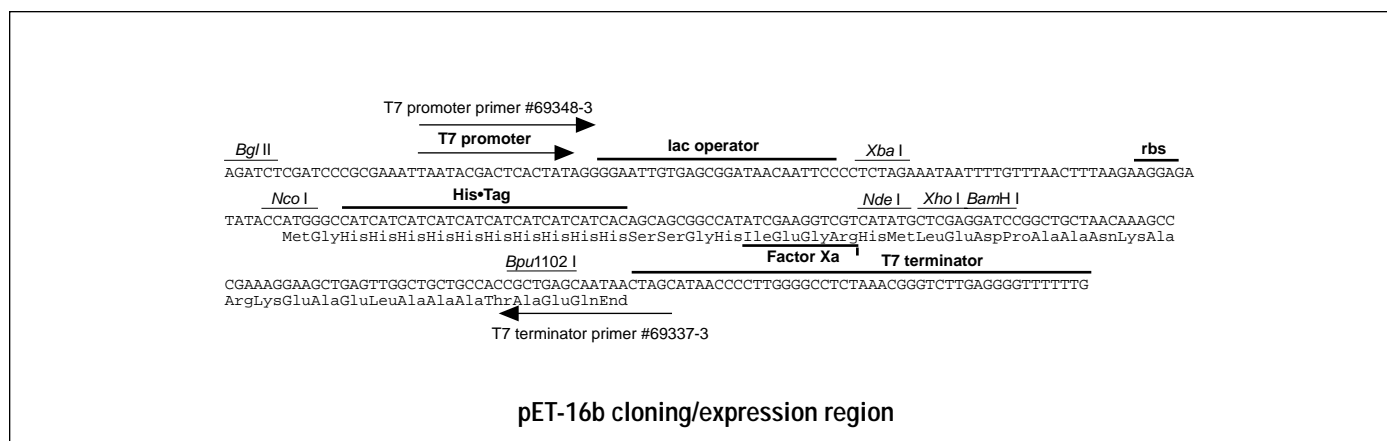 T7 promoter primer #69348-3
Bgl II T7 promoter lac operator Xba I rbs
AGATCTCGATCCCGCGAAATTAATACGACTCACTATAGGGGAATTGTGAGCGGATAACAATTCCCCTCTAGAAATAATTTTGTTTAACTTTAAGAAGGAGA
Nco I His•Tag Nde I Xho I BamH I
TATACCATGGGCCATCATCATCATCATCATCATCATCATCACAGCAGCGGCCATATCGAAGGTCGTCATATGCTCGAGGATCCGGCTGCTAACAAAGCC
MetGlyHisHisHisHisHisHisHisHisHisHisSerSerGlyHisIleGluGlyArgHisMetLeuGluAspProAlaAlaAsnLysAla
Bpu1102 I Factor Xa T7 terminator
CGAAAGGAAGCTGAGTTGGCTGCTGCCACCGCTGAGCAATAACTAGCATAACCCCTTGGGGCCTCTAAACGGGTCTTGAGGGGTTTTTTG
ArgLysGluAlaGluLeuAlaAlaAlaThrAlaGluGlnEnd
T7 terminator primer #69337-3
pET-16b cloning/expression region